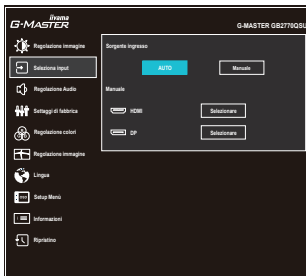 iiyama
G-MASTER
G-MASTER GB2770QSU
Regolazione immagine
Seleziona input
Regolazione Audio
Settaggi di fabbrica
Regolazione colori
Regolazione immagine
Lingua
Setup Menù
Informazioni
Ripristino
Sorgente ingresso
AUTO
Manuale
Manuale
HDMI
Selezionare
DP
Selezionare